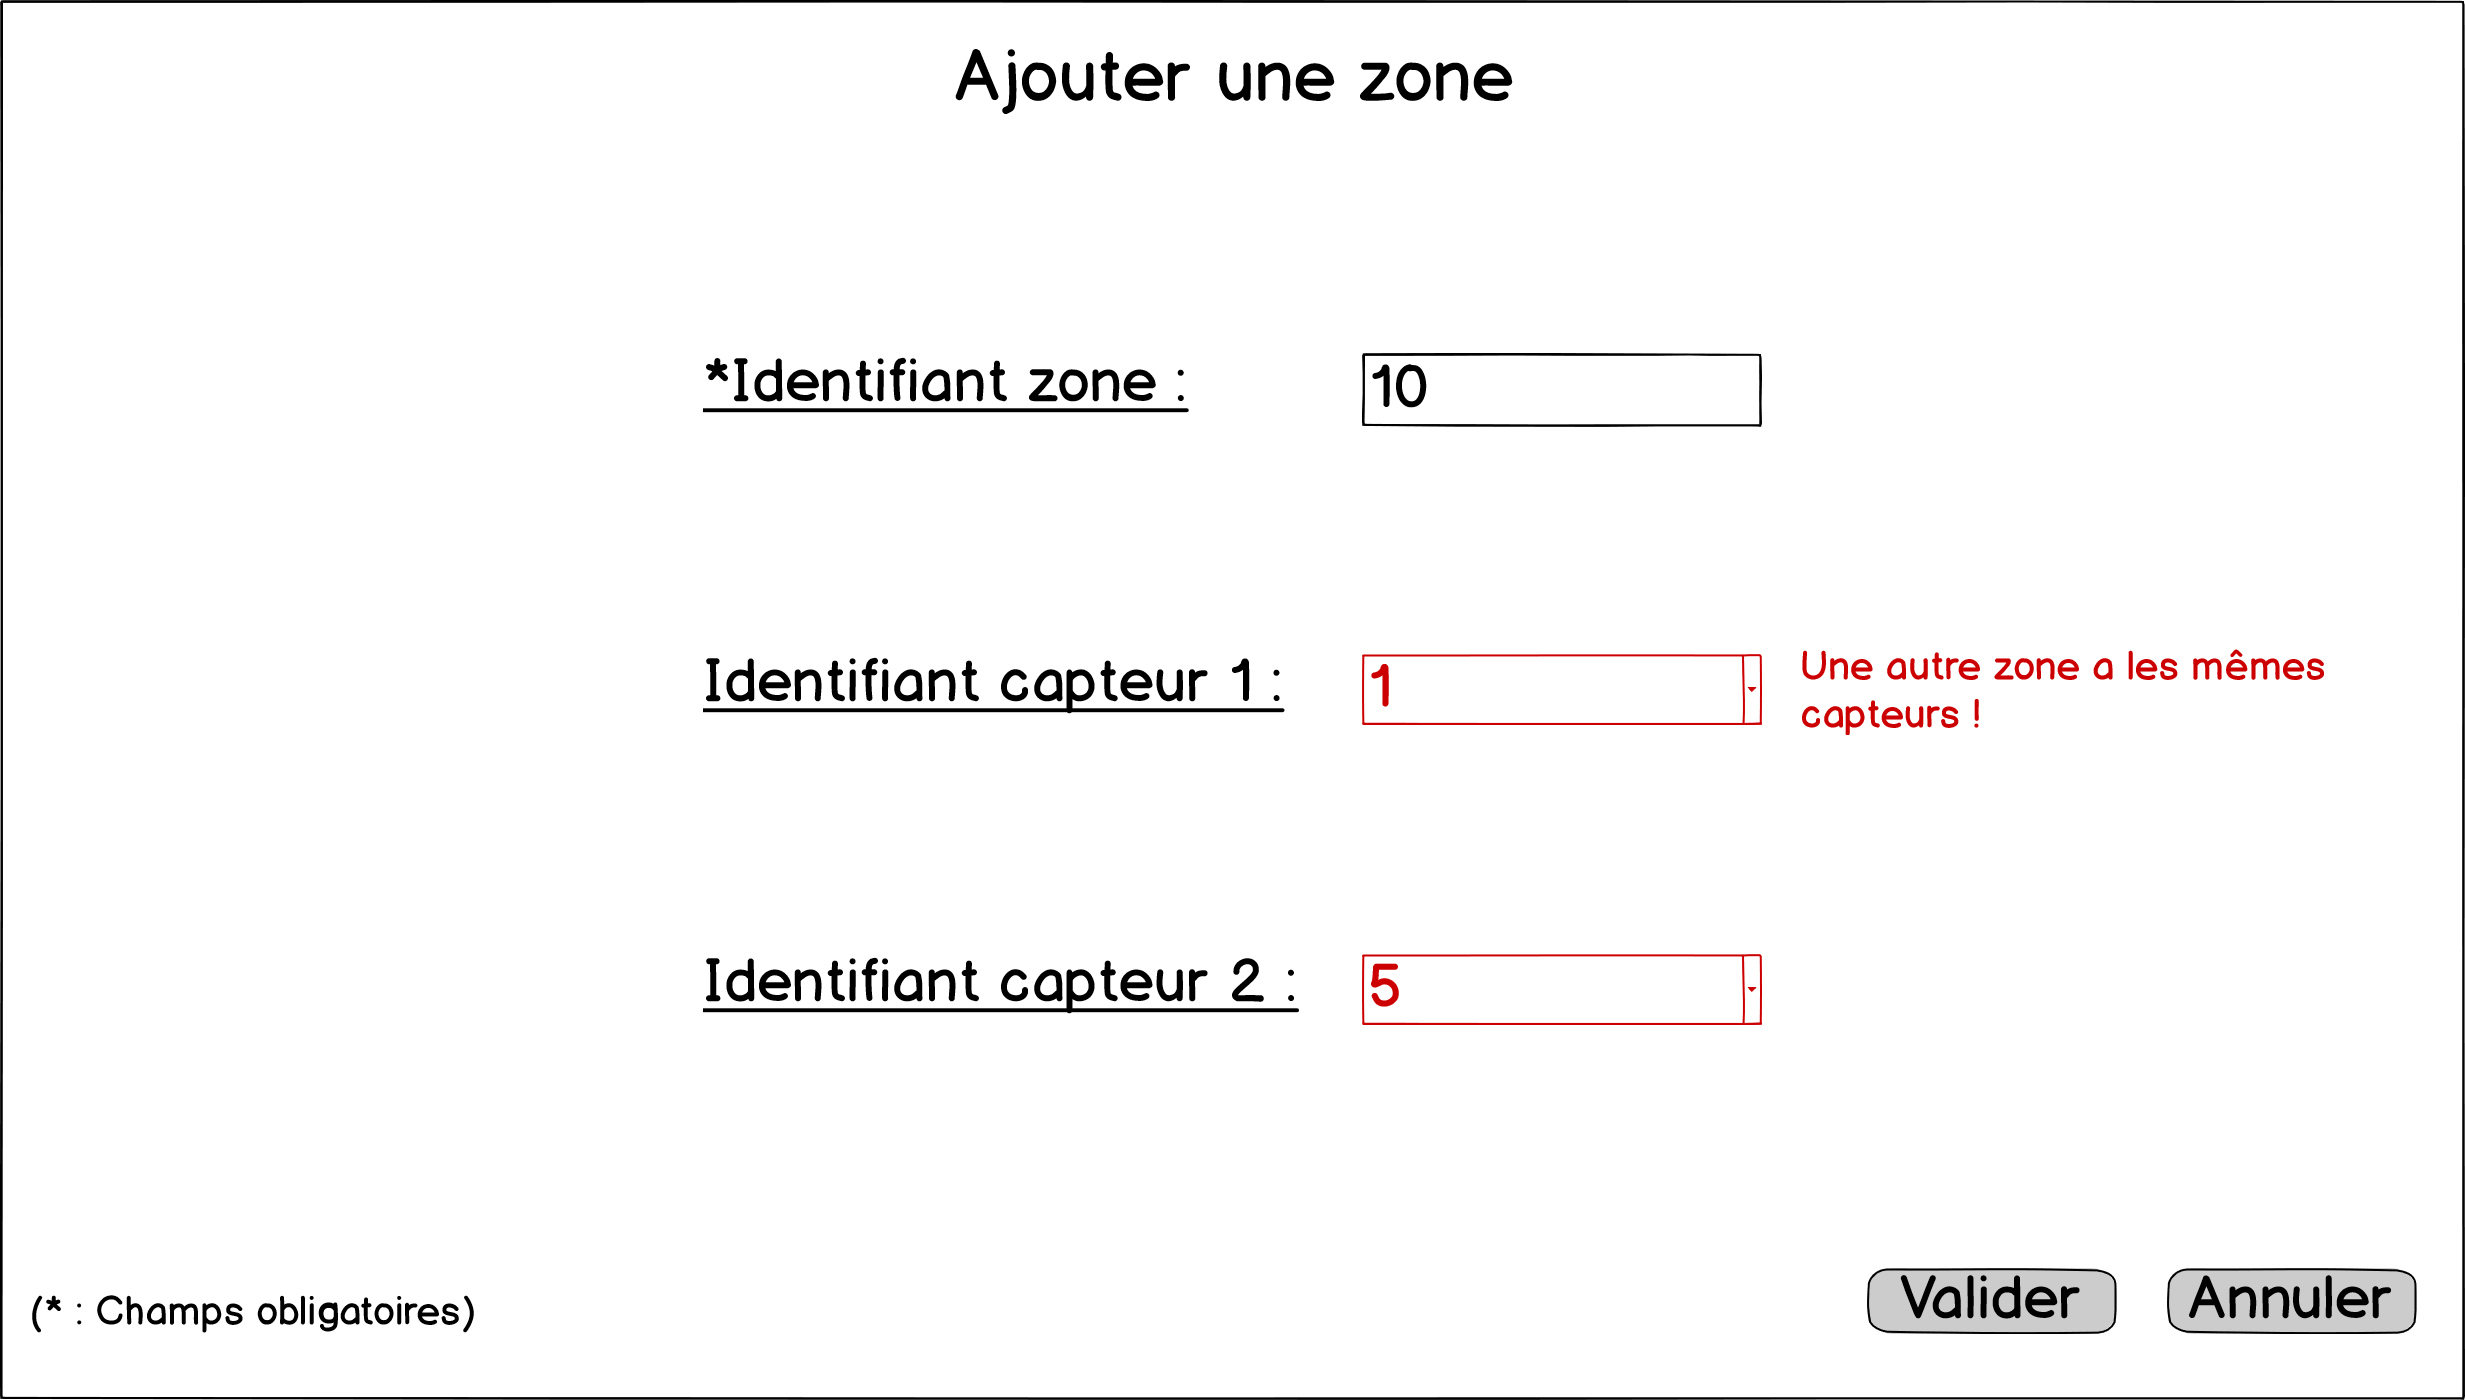 Ajouter une zone
*Identifiant zone :
10
Identifiant capteur 1 :
1
Une autre zone a les mêmes
capteurs !
Identifiant capteur 2 :
5
(* : Champs obligatoires)
Valider
Annuler